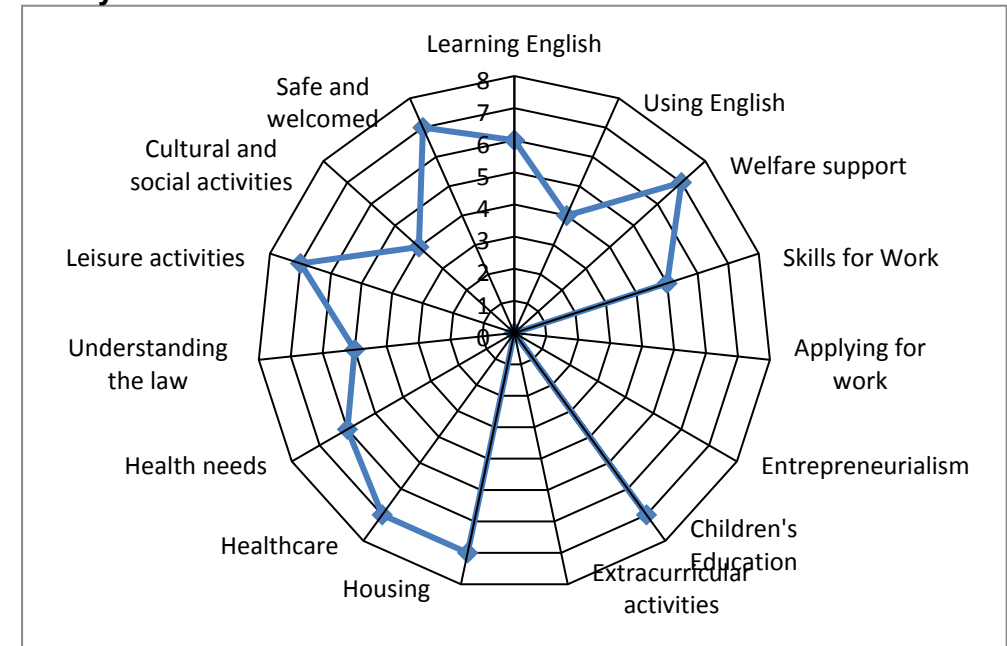 Learning English
Using English
Welfare support
Skills for Work
Applying for
work
Entrepreneurialism
Children's
Education
Extracurricular
activities
Housing
Healthcare
Health needs
Understanding
the law
Leisure activities
Cultural and
social activities
Safe and
welcomed
8
7
6
5
4
3
2
1
0